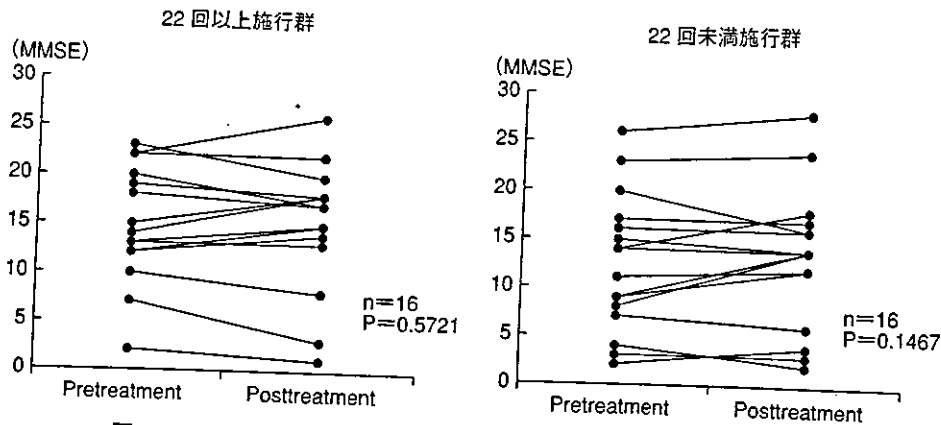 22 回以上施行群
(MMSE)
30
25
20
15
10
5
0
n=16
P=0.5721
Pretreatment
Posttreatment
22 回未満施行群
(MMSE)
30
25
20
15
10
5
0
n=16
P=0.1467
Pretreatment
Posttreatment